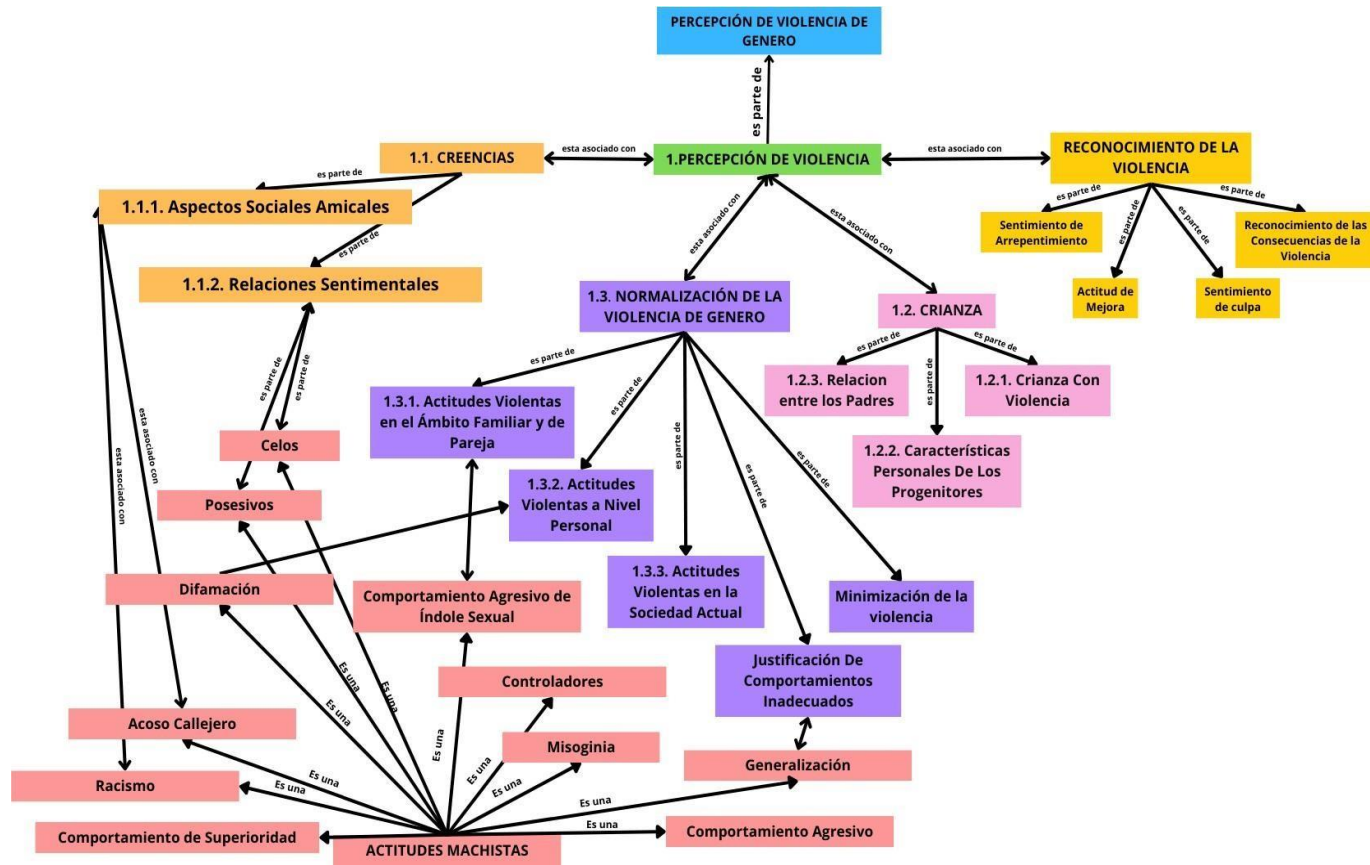 PERCEPCIÓN DE VIOLENCIA DE
GENERO
es parte de
1.1. CREENCIAS
esta asociado con
1.PERCEPCIÓN DE VIOLENCIA
esta asociado con
RECONOCIMIENTO DE LA
VIOLENCIA
es parte de
1.1.1. Aspectos Sociales Amicales
es parte de
1.1.2. Relaciones Sentimentales
esta asociado con
esta asociado con
es parte de
es parte de
es parte de
es parte de
Sentimiento de
Arrepentimiento
Reconocimiento de las
Consecuencias de la
Violencia
Actitud de
Mejora
Sentimiento
de culpa
1.3. NORMALIZACIÓN DE LA
VIOLENCIA DE GENERO
1.2. CRIANZA
es parte de
es parte de
es parte de
1.2.3. Relacion
entre los Padres
1.2.1. Crianza Con
Violencia
1.2.2. Características
Personales De Los
Progenitores
es parte de
es parte de
es parte de
es parte de
es parte de
1.3.1. Actitudes Violentas
en el Ámbito Familiar y de
Pareja
1.3.2. Actitudes
Violentas a Nivel
Personal
1.3.3. Actitudes
Violentas en la
Sociedad Actual
Minimización de la
violencia
Justificación De
Comportamientos
Inadecuados
es parte de
es parte de
esta asociado con
esta asociado con
Celos
Posesivos
Difamación
Comportamiento Agresivo de
Índole Sexual
Controladores
Acoso Callejero
Misoginia
Generalización
Racismo
Es una
Es una
Es una
Es una
Es una
Es una
Es una
Es una
Es una
Es una
Comportamiento de Superioridad
ACTITUDES MACHISTAS
Comportamiento Agresivo